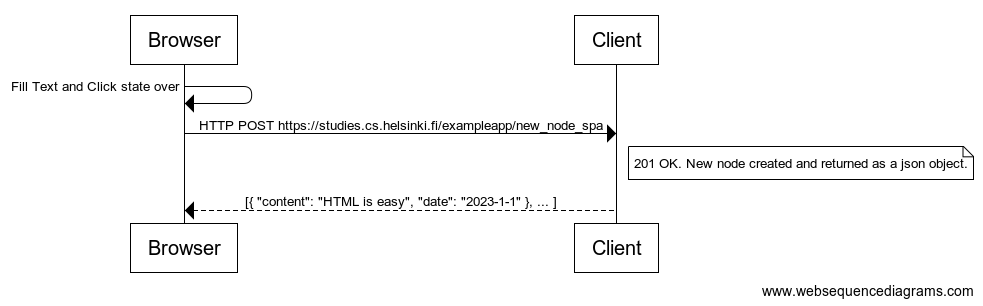 Browser
Client
Fill Text and Click state over
HTTP POST https://studies.cs.helsinki.fi/exampleapp/new_node_spa
201 OK. New node created and returned as a json object.
[{ "content": "HTML is easy", "date": "2023-1-1" }, ... ]
Browser
Client
www.websequencediagrams.com